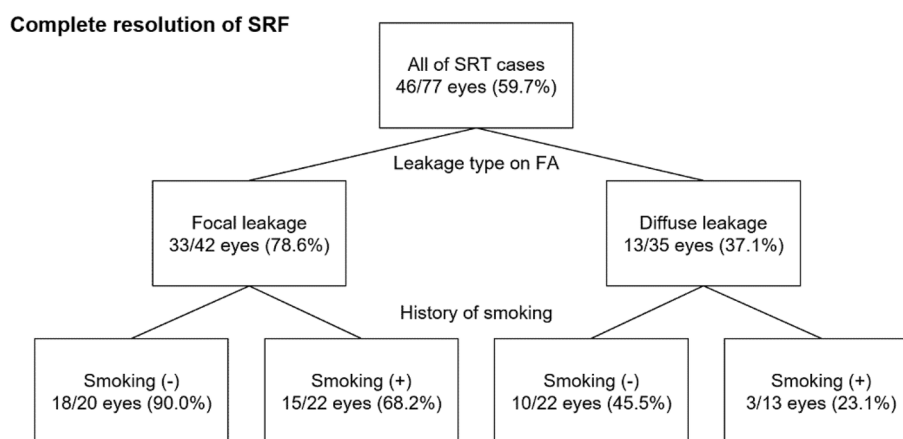 Complete resolution of SRF
All of SRT cases
46/77 eyes (59.7%)
Leakage type on FA
Focal leakage
33/42 eyes (78.6%)
Diffuse leakage
13/35 eyes (37.1%)
History of smoking
Smoking (-)
18/20 eyes (90.0%)
Smoking (+)
15/22 eyes (68.2%)
Smoking (-)
10/22 eyes (45.5%)
Smoking (+)
3/13 eyes (23.1%)